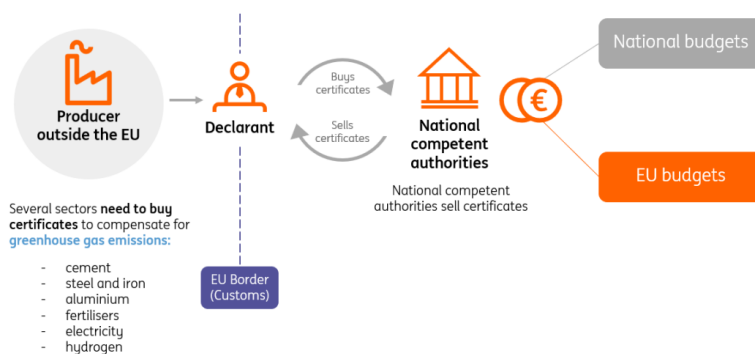 Producer
outside the EU
Declarant
Buys
certificates
Sells
certificates
National
competent
authorities
National competent
authorities sell certificates
€
National budgets
EU budgets
Several sectors need to buy
certificates to compensate for
greenhouse gas emissions:
- cement
- steel and iron
- aluminium
- fertilisers
- electricity
- hydrogen
EU Border
(Customs)